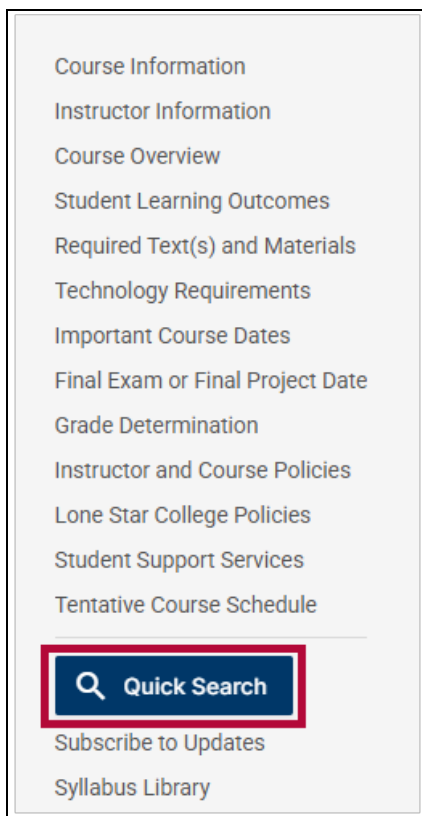 Course Information
Instructor Information
Course Overview
Student Learning Outcomes
Required Text(s) and Materials
Technology Requirements
Important Course Dates
Final Exam or Final Project Date
Grade Determination
Instructor and Course Policies
Lone Star College Policies
Student Support Services
Tentative Course Schedule
Quick Search
Subscribe to Updates
Syllabus Library